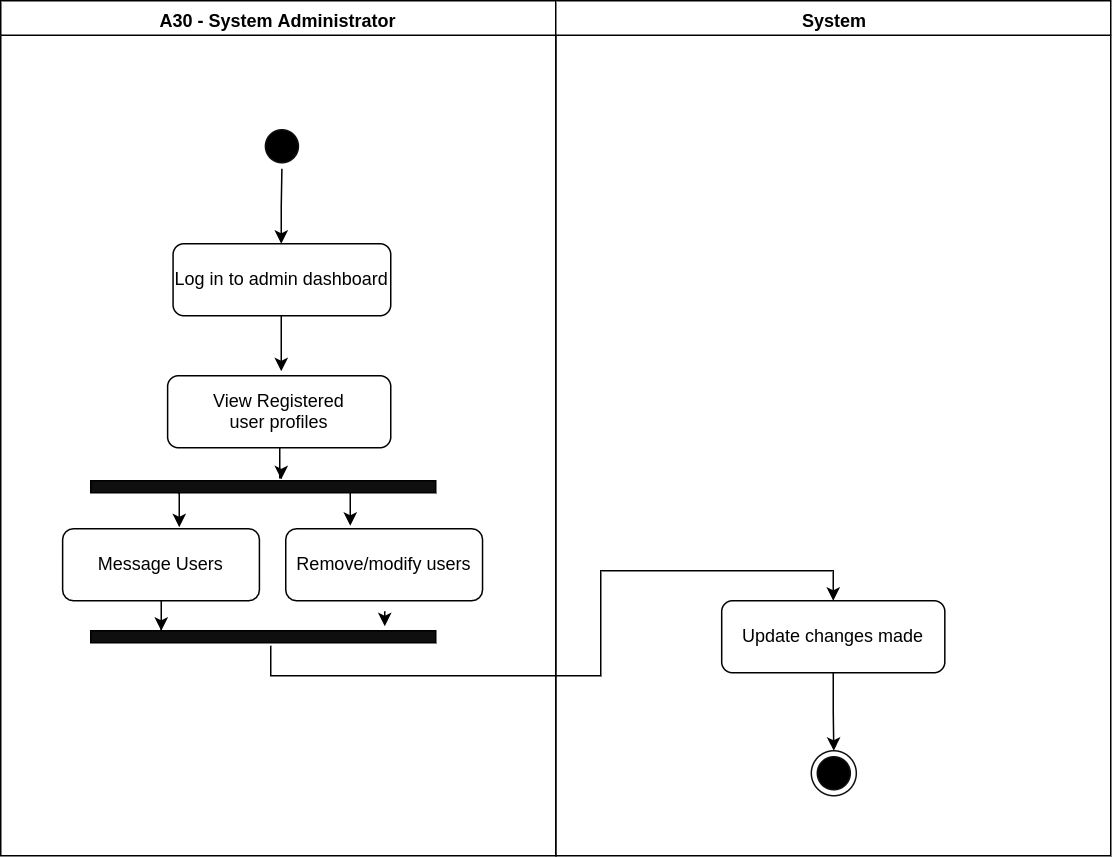 A30 - System Administrator
System
Log in to admin dashboard
View Registered
user profiles
Message Users
Remove/modify users
Update changes made